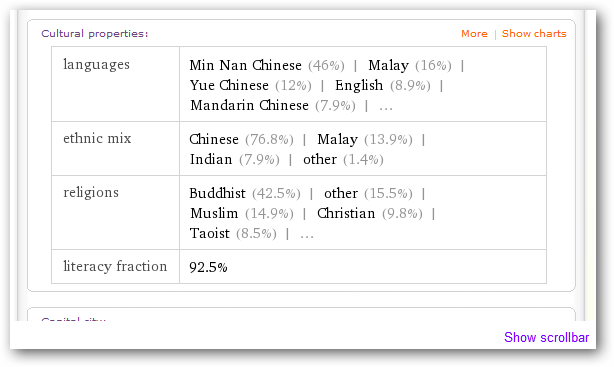 Cultural properties: More | Show charts
languages Min Nan Chinese (46%) | Malay (16%) |
Yue Chinese (12%) | English (8.9%) |
Mandarin Chinese (7.9%) | ...
ethnic mix Chinese (76.8%) | Malay (13.9%) |
Indian (7.9%) | other (1.4%)
religions Buddhist (42.5%) | other (15.5%) |
Muslim (14.9%) | Christian (9.8%) |
Taoist (8.5%) | ...
literacy fraction 92.5%
Capital city:
Show scrollbar